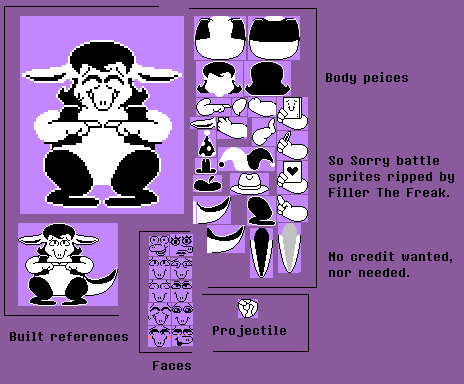 Body peices
So Sorry battle
sprites ripped by
Filler The Freak.
No credit wanted,
nor needed.
Projectile
Built references
Faces